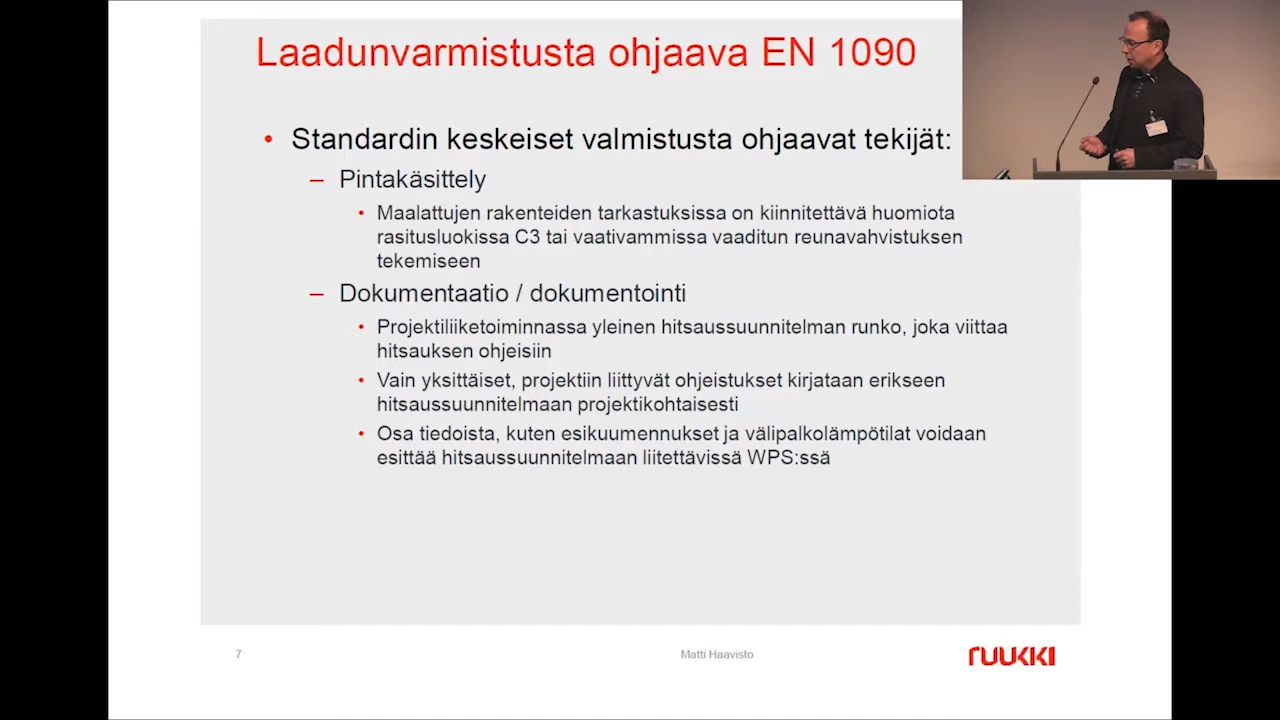 Laadunvarmistusta ohjaava EN 1090
• Standardin keskeiset valmistusta ohjaavat tekijät:
– Pintakäsittely
• Maalattujen rakenteiden tarkastuksissa on kiinnitettävä huomiota
rasitusluokissa C3 tai vaativammissa vaaditun reunavahvistuksen
tekemiseen
– Dokumentaatio / dokumentointi
• Projektiliiketoiminnassa yleinen hitsaussuunnitelman runko, joka viittaa
hitsauksen ohjeisiin
• Vain yksittäiset, projektiin liittyvät ohjeistukset kirjataan erikseen
hitsaussuunnitelmaan projektikohtaisesti
• Osa tiedoista, kuten esikuumennukset ja välipalkolämpötilat voidaan
esittää hitsaussuunnitelmaan liitettävissä WPS:ssä
7
Matti Haavisto
RUUKKI